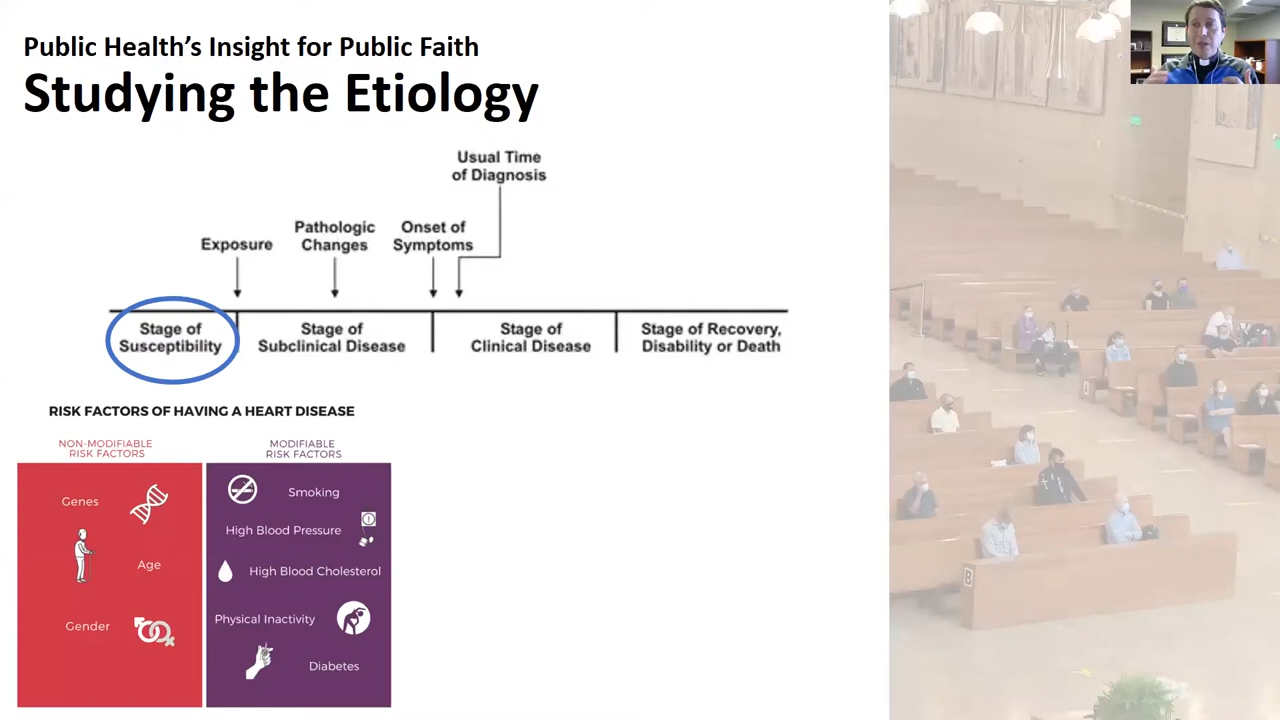 Public Health’s Insight for Public Faith
Studying the Etiology
Usual Time
of Diagnosis
Exposure
Pathologic
Changes
Onset of
Symptoms
Stage of
Susceptibility
Stage of
Subclinical Disease
Stage of
Clinical Disease
Stage of Recovery,
Disability or Death
RISK FACTORS OF HAVING A HEART DISEASE
NON-MODIFIABLE
RISK FACTORS
MODIFIABLE
RISK FACTORS
Genes
Age
Gender
Smoking
High Blood Pressure
High Blood Cholesterol
Physical Inactivity
Diabetes
B